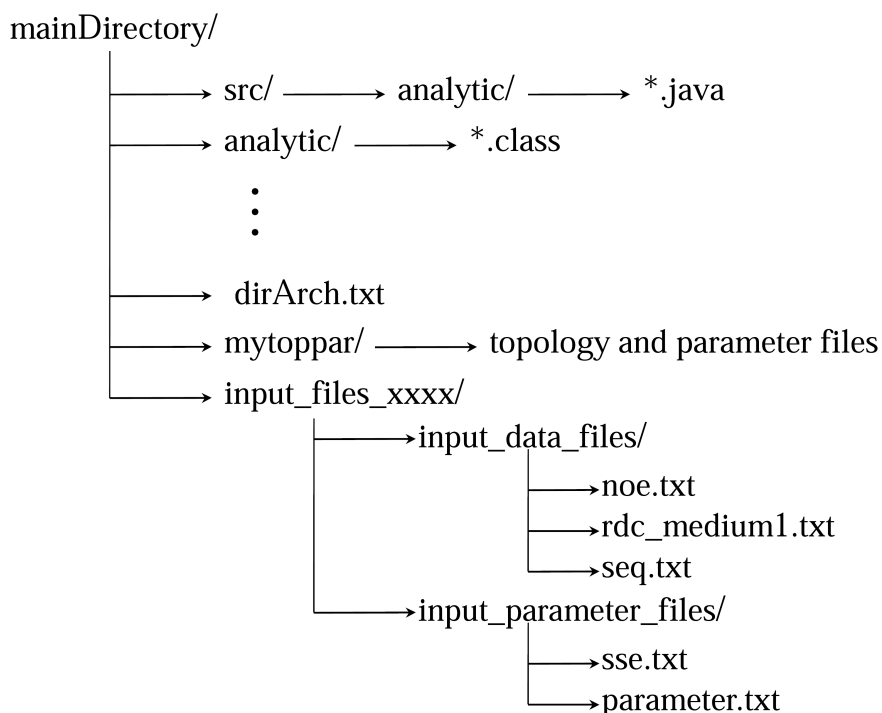 mainDirectory/
src/ analytic/ *.java
analytic/ *.class
dirArch.txt
mytoppar/ topology and parameter files
input_files_xxxx/
input_data_files/
noe.txt
rdc_medium1.txt
seq.txt
input_parameter_files/
sse.txt
parameter.txt